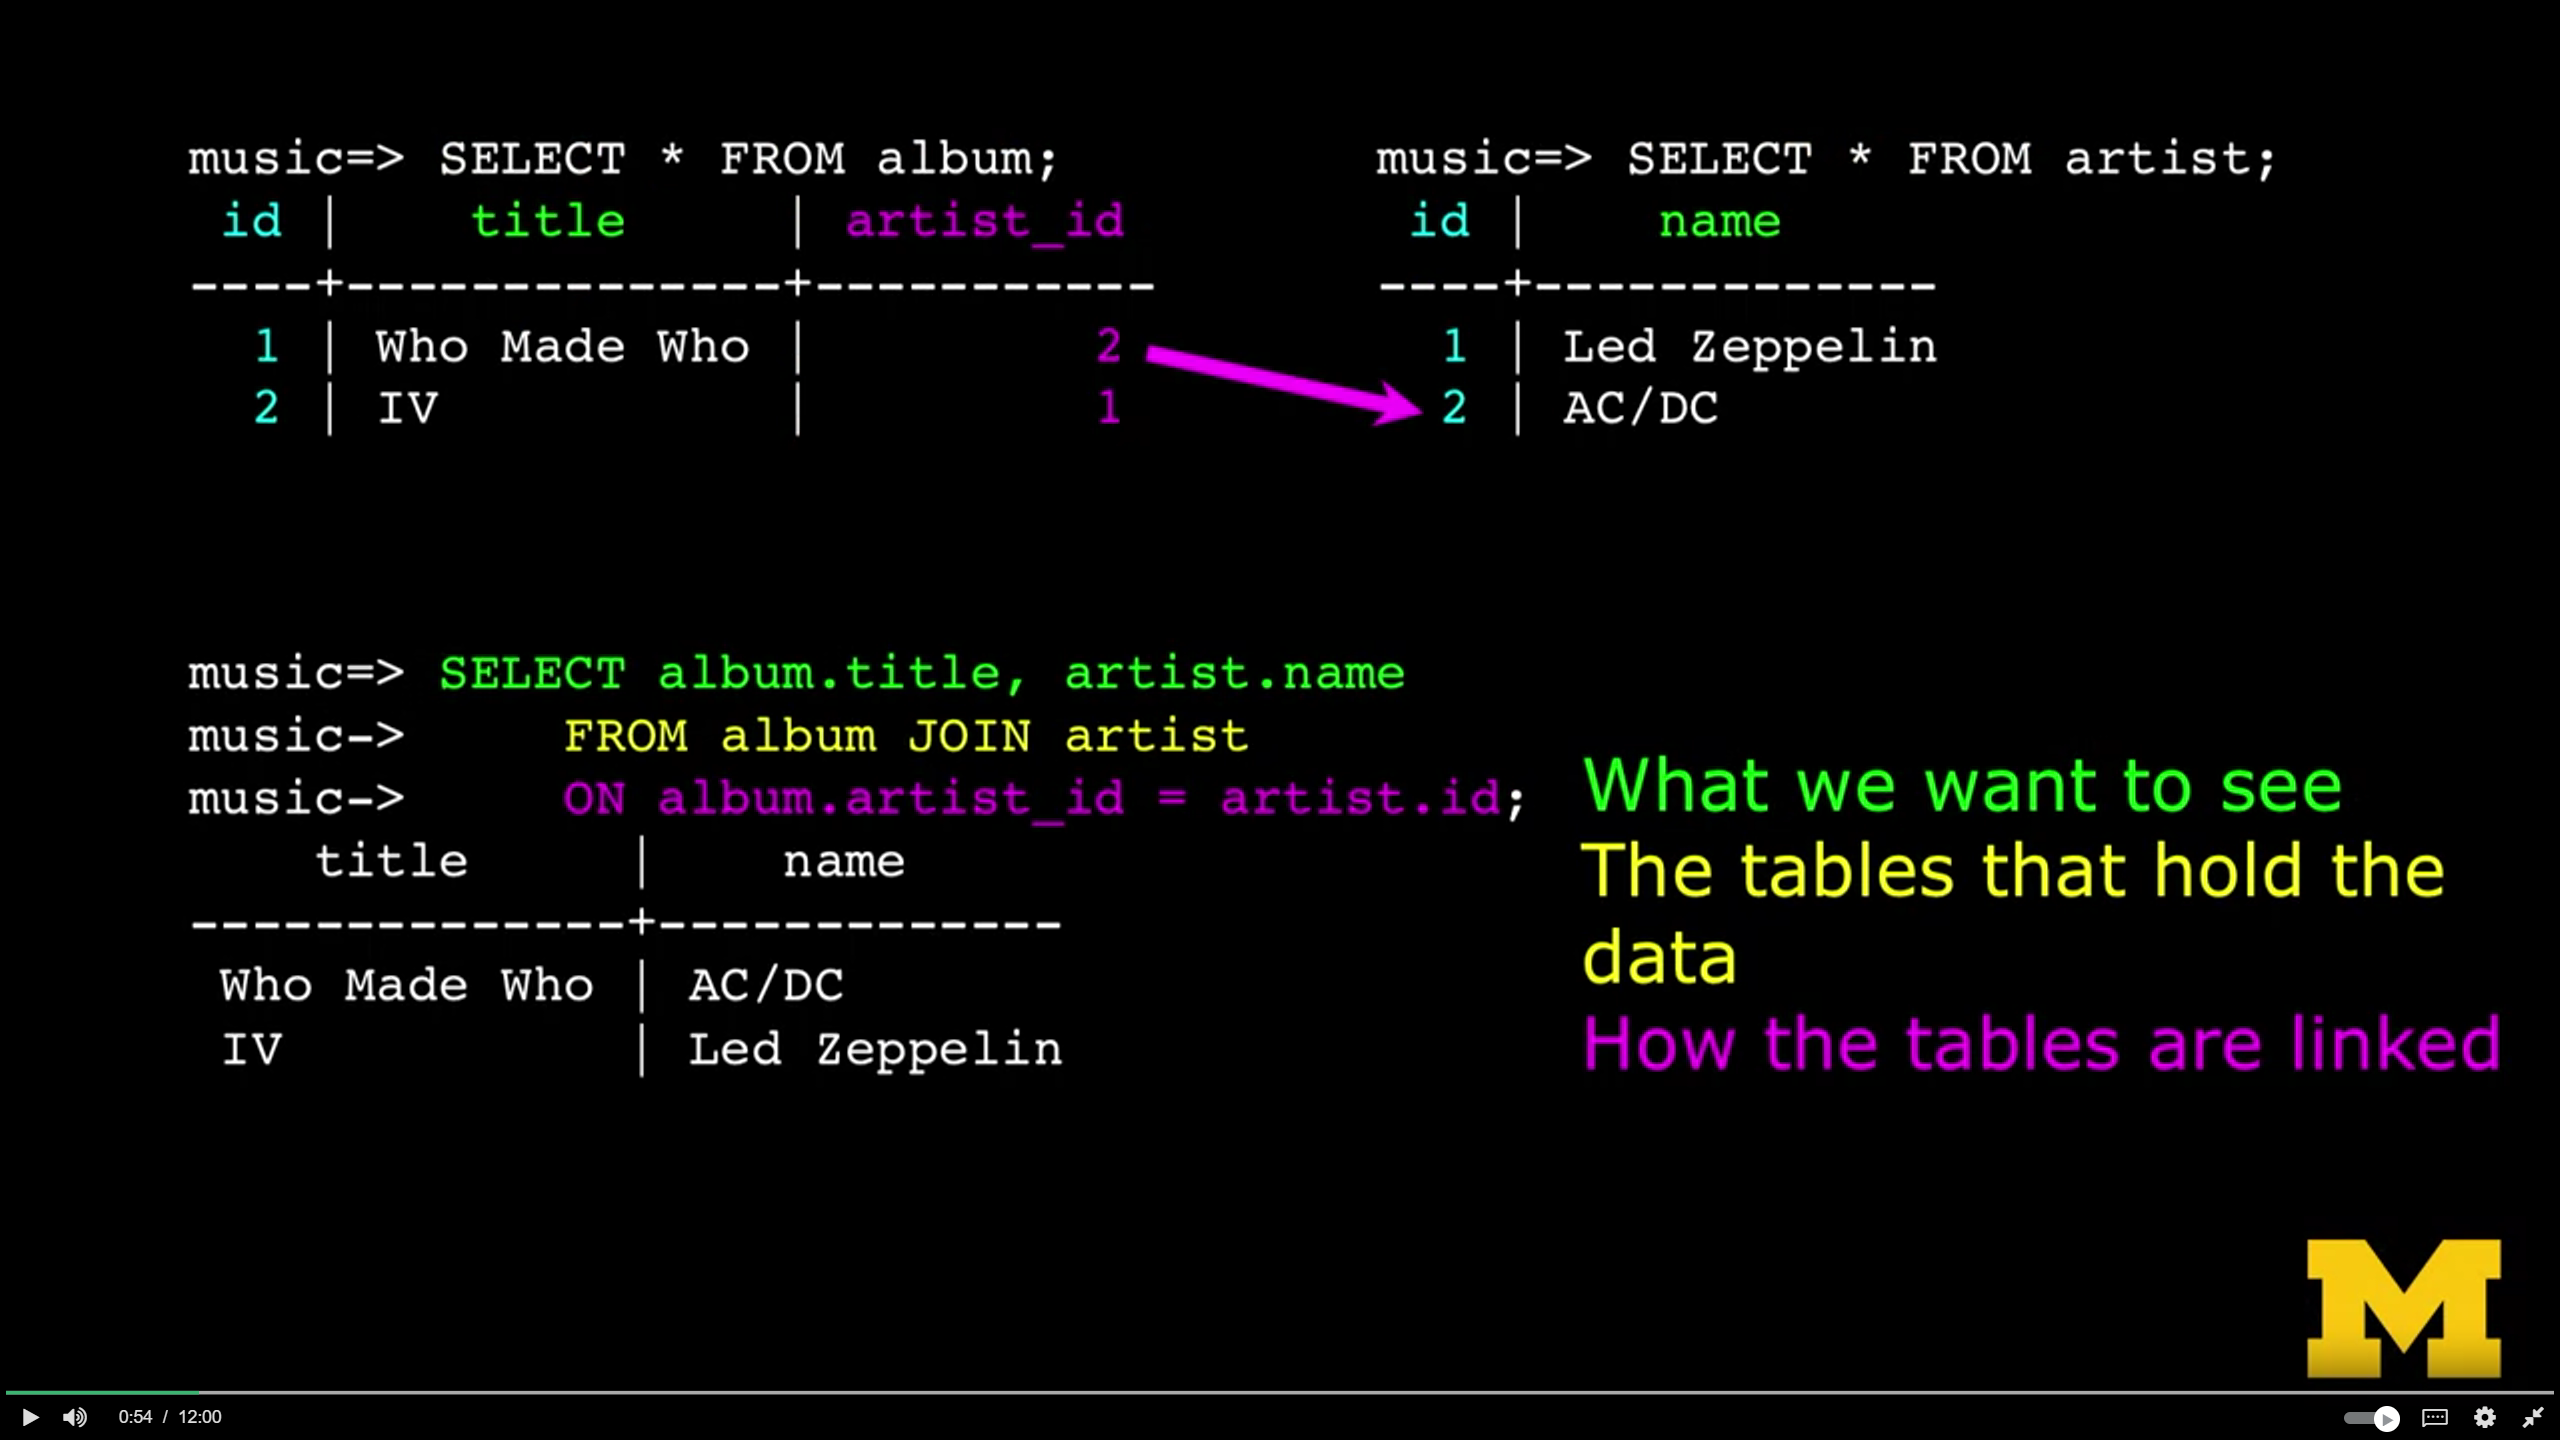 music=> SELECT * FROM album;
 id |    title     | artist_id
----+--------------+-----------
  1 | Who Made Who |         2
  2 | IV           |         1
music=> SELECT * FROM artist;
 id |    name
----+-------------
  1 | Led Zeppelin
  2 | AC/DC
music=> SELECT album.title, artist.name
music->     FROM album JOIN artist
music->     ON album.artist_id = artist.id;
    title     |    name
--------------+-------------
 Who Made Who | AC/DC
 IV           | Led Zeppelin
What we want to see
The tables that hold the
data
How the tables are linked
M
0:54 / 12:00